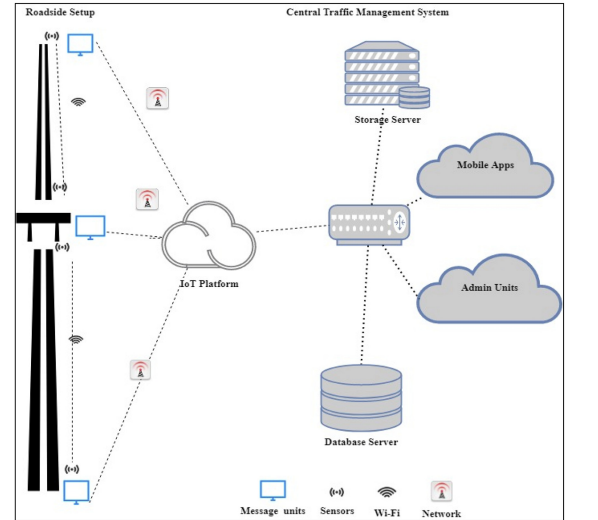 Roadside Setup
Central Traffic Management System
Storage Server
Mobile Apps
IoT Platform
Admin Units
Database Server
Message units
Sensors
Wi-Fi
Network